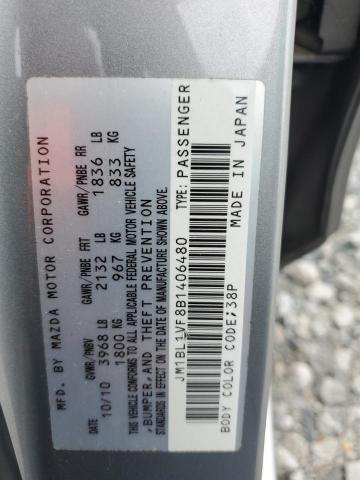 MFD. BY MAZDA MOTOR CORPORATION
DATE GVWR/PNBV GAWR/PNBE FRT GAWR/PNBE RR
10/10 3968 LB 2132 LB 1836 LB
1800 KG 967 KG 833 KG
THIS VEHICLE CONFORMS TO ALL APPLICABLE FEDERAL MOTOR VEHICLE SAFETY
,BUMPER, AND THEFT PREVENTION
STANDARDS IN EFFECT ON THE DATE OF MANUFACTURE SHOWN ABOVE.
JM1BL1VF8B1406480 TYPE: PASSENGER
BODY COLOR CODE;38P MADE IN JAPAN